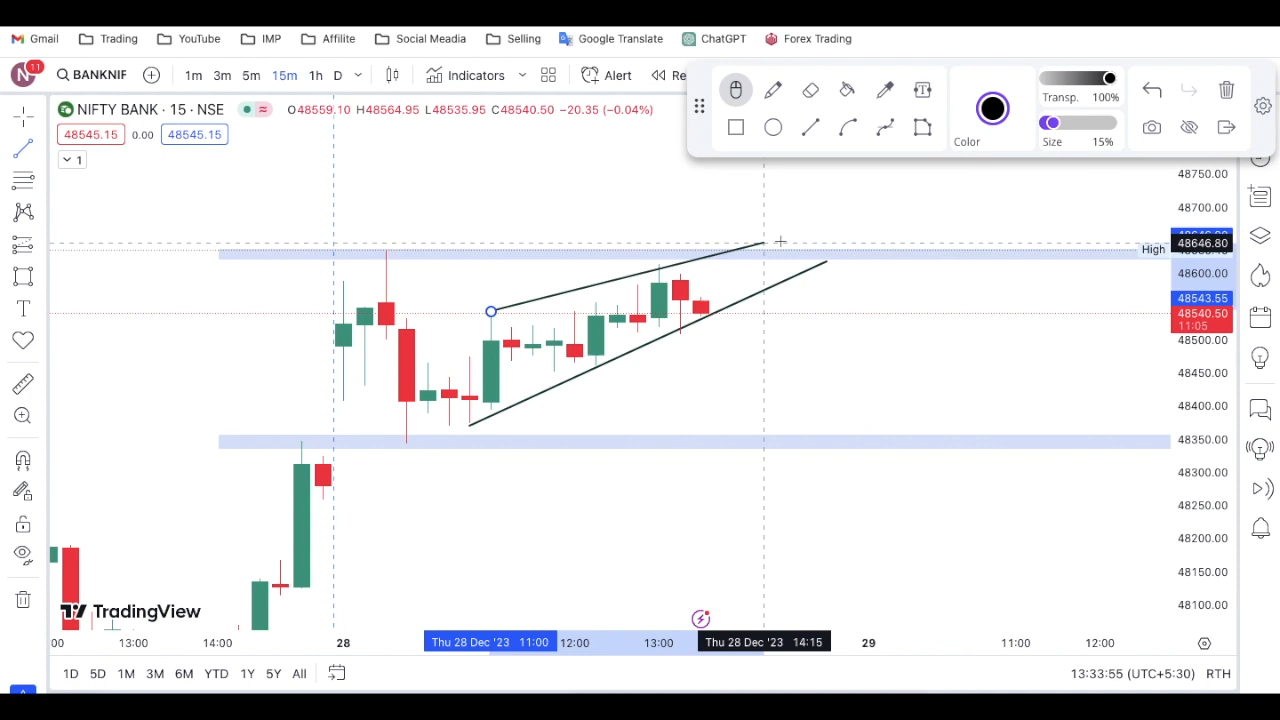 Gmail Trading YouTube IMP Affilite Social Meadia Selling Google Translate ChatGPT Forex Trading
N 11 BANKNIF 1m 3m 5m 15m 1h D Indicators Alert Re
Transp. 100%
Color Size 15%
NIFTY BANK · 15 · NSE O48559.10 H48564.95 L48535.95 C48540.50 −20.35 (−0.04%)
48545.15 0.00 48545.15
1
48750.00
48700.00
48646.80
High
48600.00
48543.55
48540.50
11:05
48500.00
48450.00
48400.00
48350.00
48300.00
48250.00
48200.00
48150.00
48100.00
TradingView
:00 13:00 14:00 28 Thu 28 Dec '23 11:00 12:00 13:00 Thu 28 Dec '23 14:15 29 11:00 12:00
1D 5D 1M 3M 6M YTD 1Y 5Y All 13:33:55 (UTC+5:30) RTH